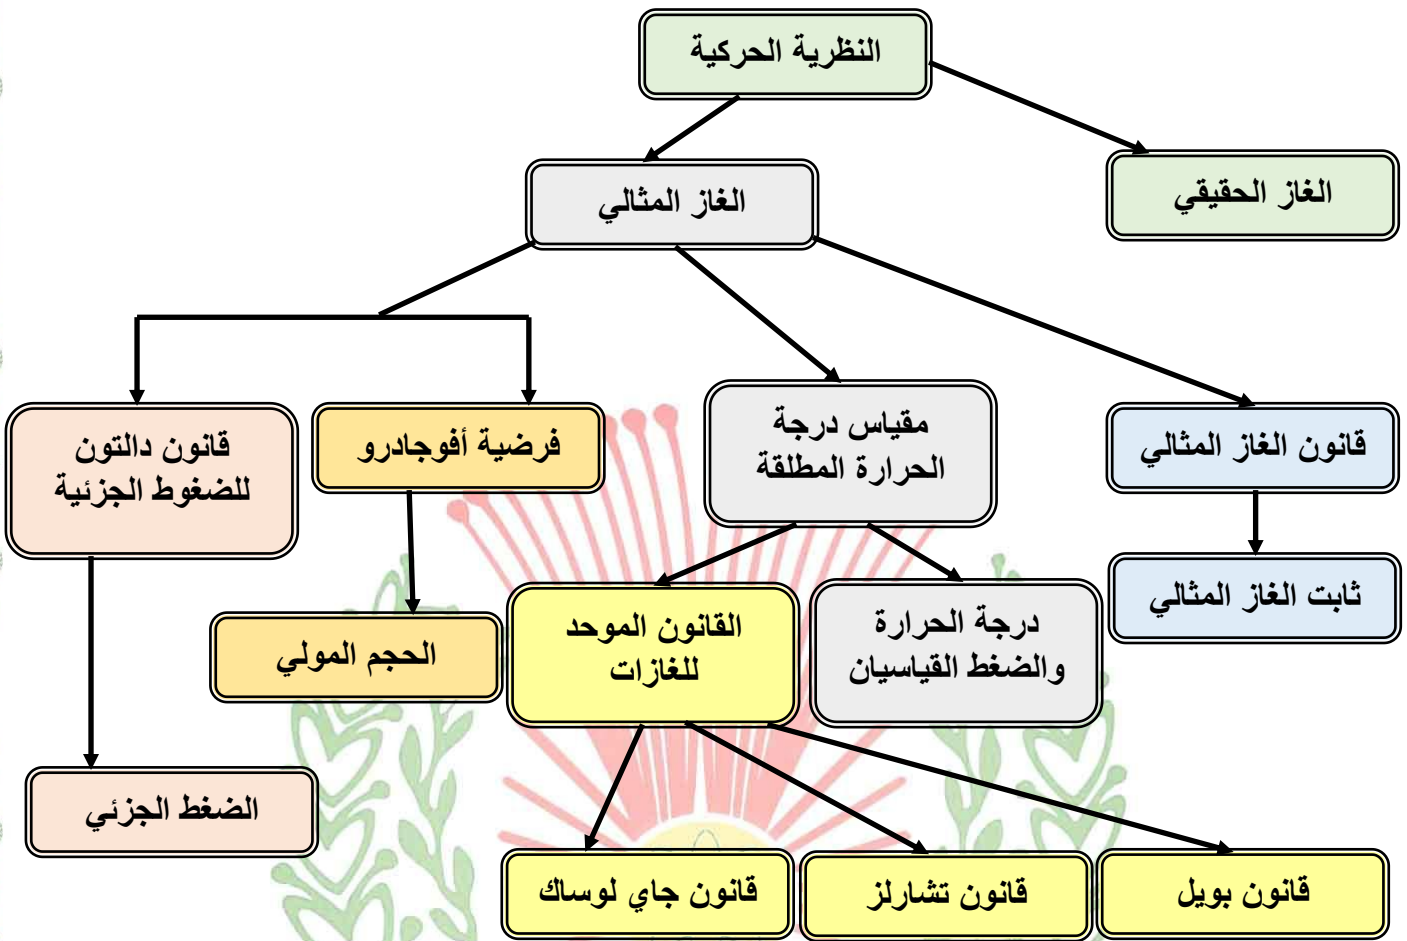 النظرية الحركية
الغاز الحقيقي
الغاز المثالي
قانون الغاز المثالي
مقياس درجة
الحرارة المطلقة
فرضية أفوجادرو
قانون دالتون
للضغوط الجزئية
ثابت الغاز المثالي
درجة الحرارة
والضغط القياسيان
القانون الموحد
للغازات
الحجم المولي
الضغط الجزئي
قانون بويل
قانون تشارلز
قانون جاي لوساك